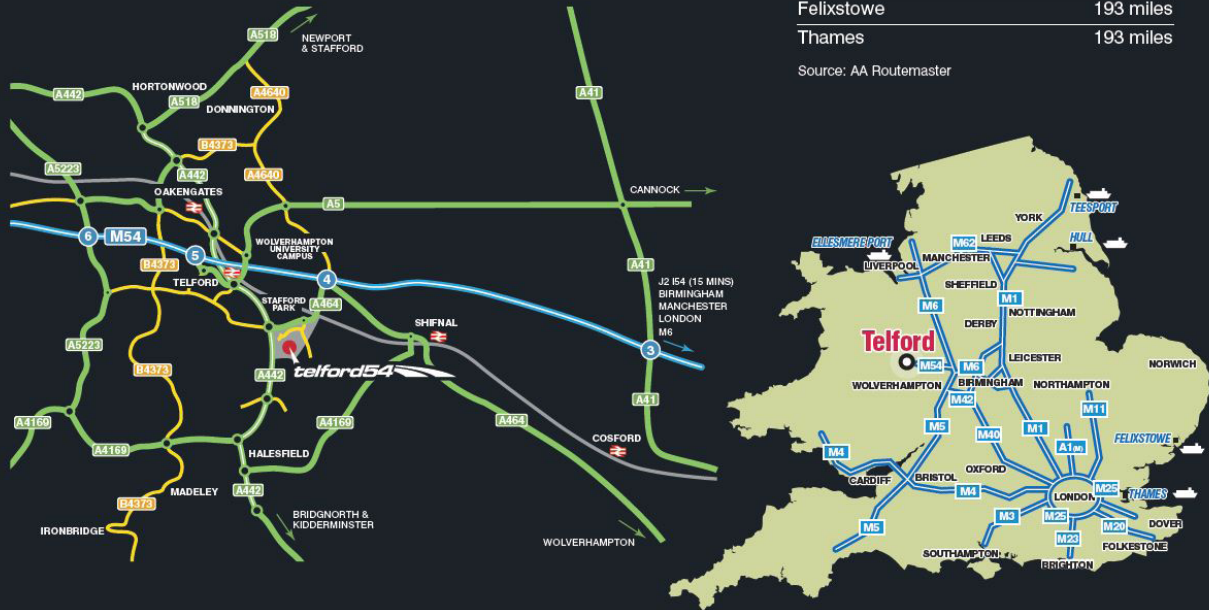 Felixstowe 193 miles
Thames 193 miles
Source: AA Routemaster
A518
NEWPORT
& STAFFORD
A442
HORTONWOOD
A518
DONNINGTON
A4640
A41
B4373
A5223
A442
A4640
OAKENGATES
CANNOCK
A5
6
M54
5
WOLVERHAMPTON
UNIVERSITY
CAMPUS
B4373
TELFORD
4
A41
STAFFORD
PARK
A464
J2 I54 (15 MINS)
BIRMINGHAM
MANCHESTER
LONDON
M6
SHIFNAL
3
A5223
telford54
B4373
A442
A41
A4169
A4169
A464
A4169
COSFORD
HALESFIELD
MADELEY
A442
B4373
BRIDGNORTH &
KIDDERMINSTER
IRONBRIDGE
WOLVERHAMPTON
TEESPORT
YORK
ELLESMERE PORT
M62
LEEDS
HULL
LIVERPOOL
MANCHESTER
SHEFFIELD
M6
M1
NOTTINGHAM
DERBY
Telford
M54
M6
LEICESTER
NORWICH
WOLVERHAMPTON
BIRMINGHAM
NORTHAMPTON
M42
M11
M5
M40
M1
A1(M)
FELIXSTOWE
M4
OXFORD
CARDIFF
BRISTOL
M4
LONDON
M25
THAMES
M5
M3
M25
M20
DOVER
M23
FOLKESTONE
SOUTHAMPTON
BRIGHTON